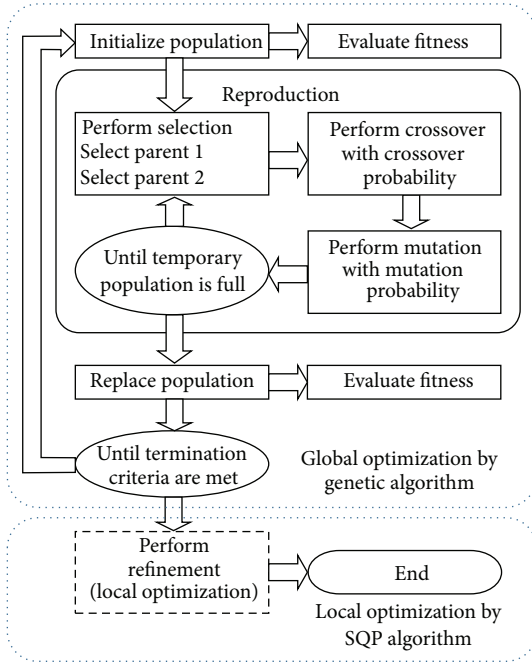 Initialize population
Evaluate fitness
Reproduction
Perform selection
Select parent 1
Select parent 2
Perform crossover
with crossover
probability
Until temporary
population is full
Perform mutation
with mutation
probability
Replace population
Evaluate fitness
Until termination
criteria are met
Global optimization by
genetic algorithm
Perform
refinement
(local optimization)
End
Local optimization by
SQP algorithm